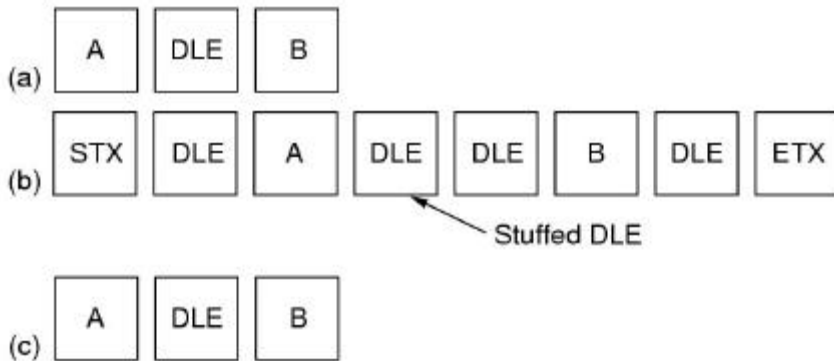 (a) A DLE B
(b) STX DLE A DLE DLE B DLE ETX
Stuffed DLE
(c) A DLE B